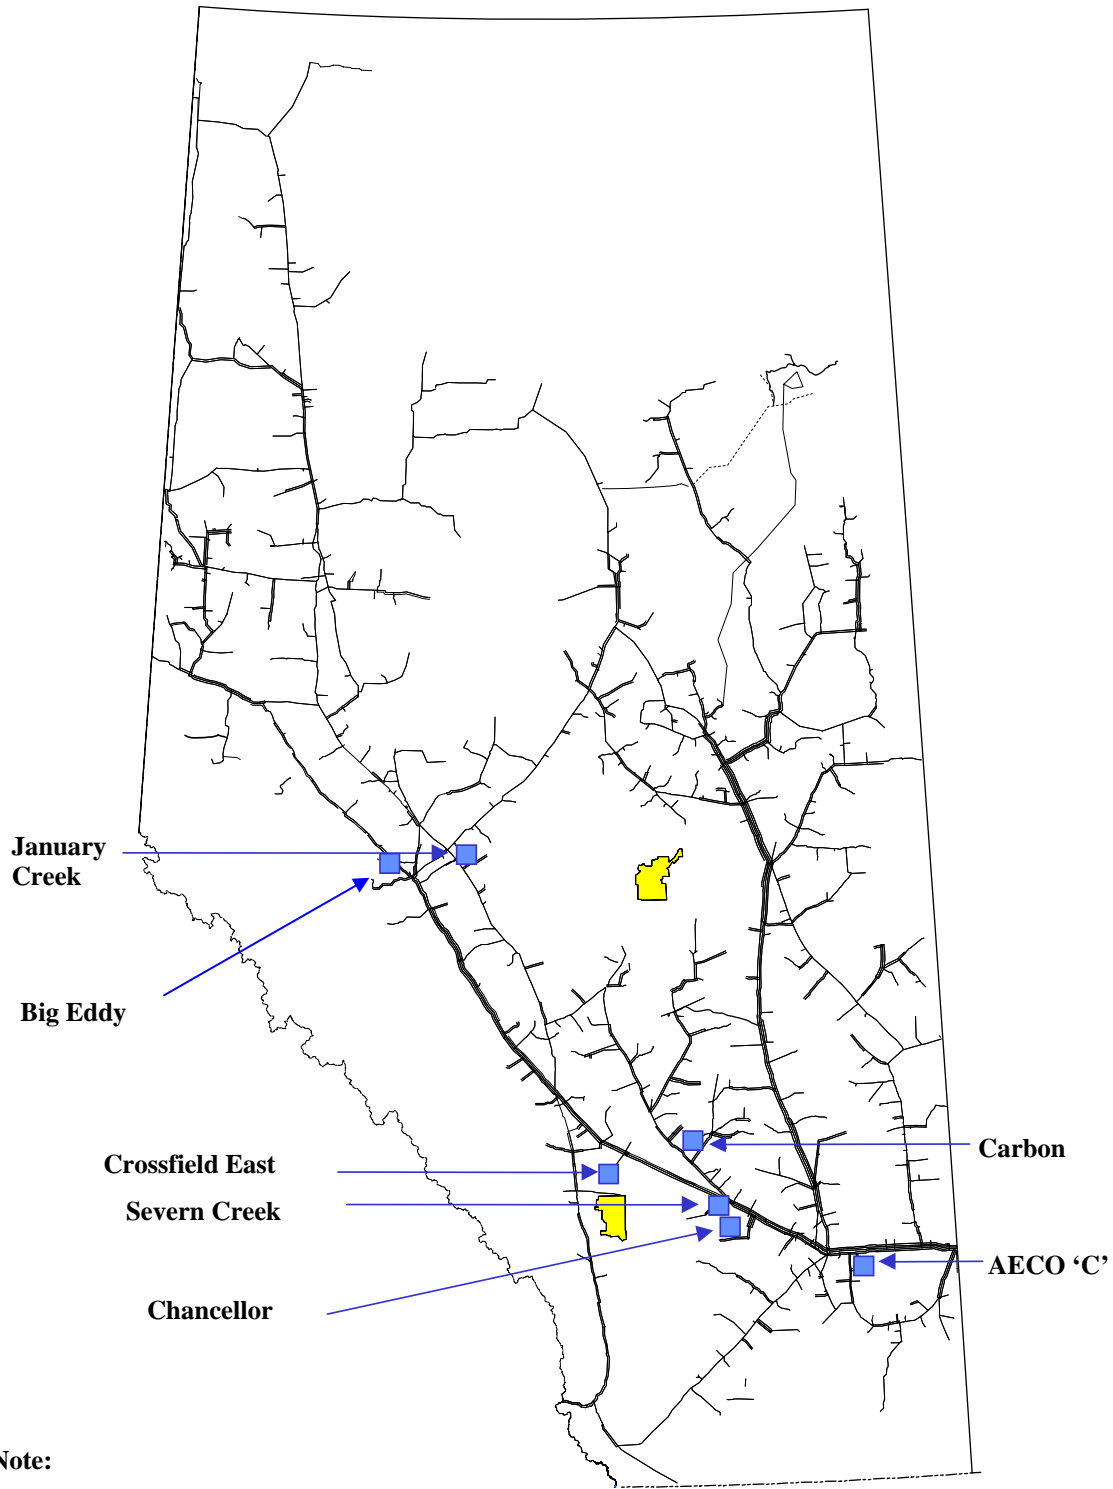 January
Creek
Big Eddy
Crossfield East
Carbon
Severn Creek
AECO ‘C’
Chancellor
Note: